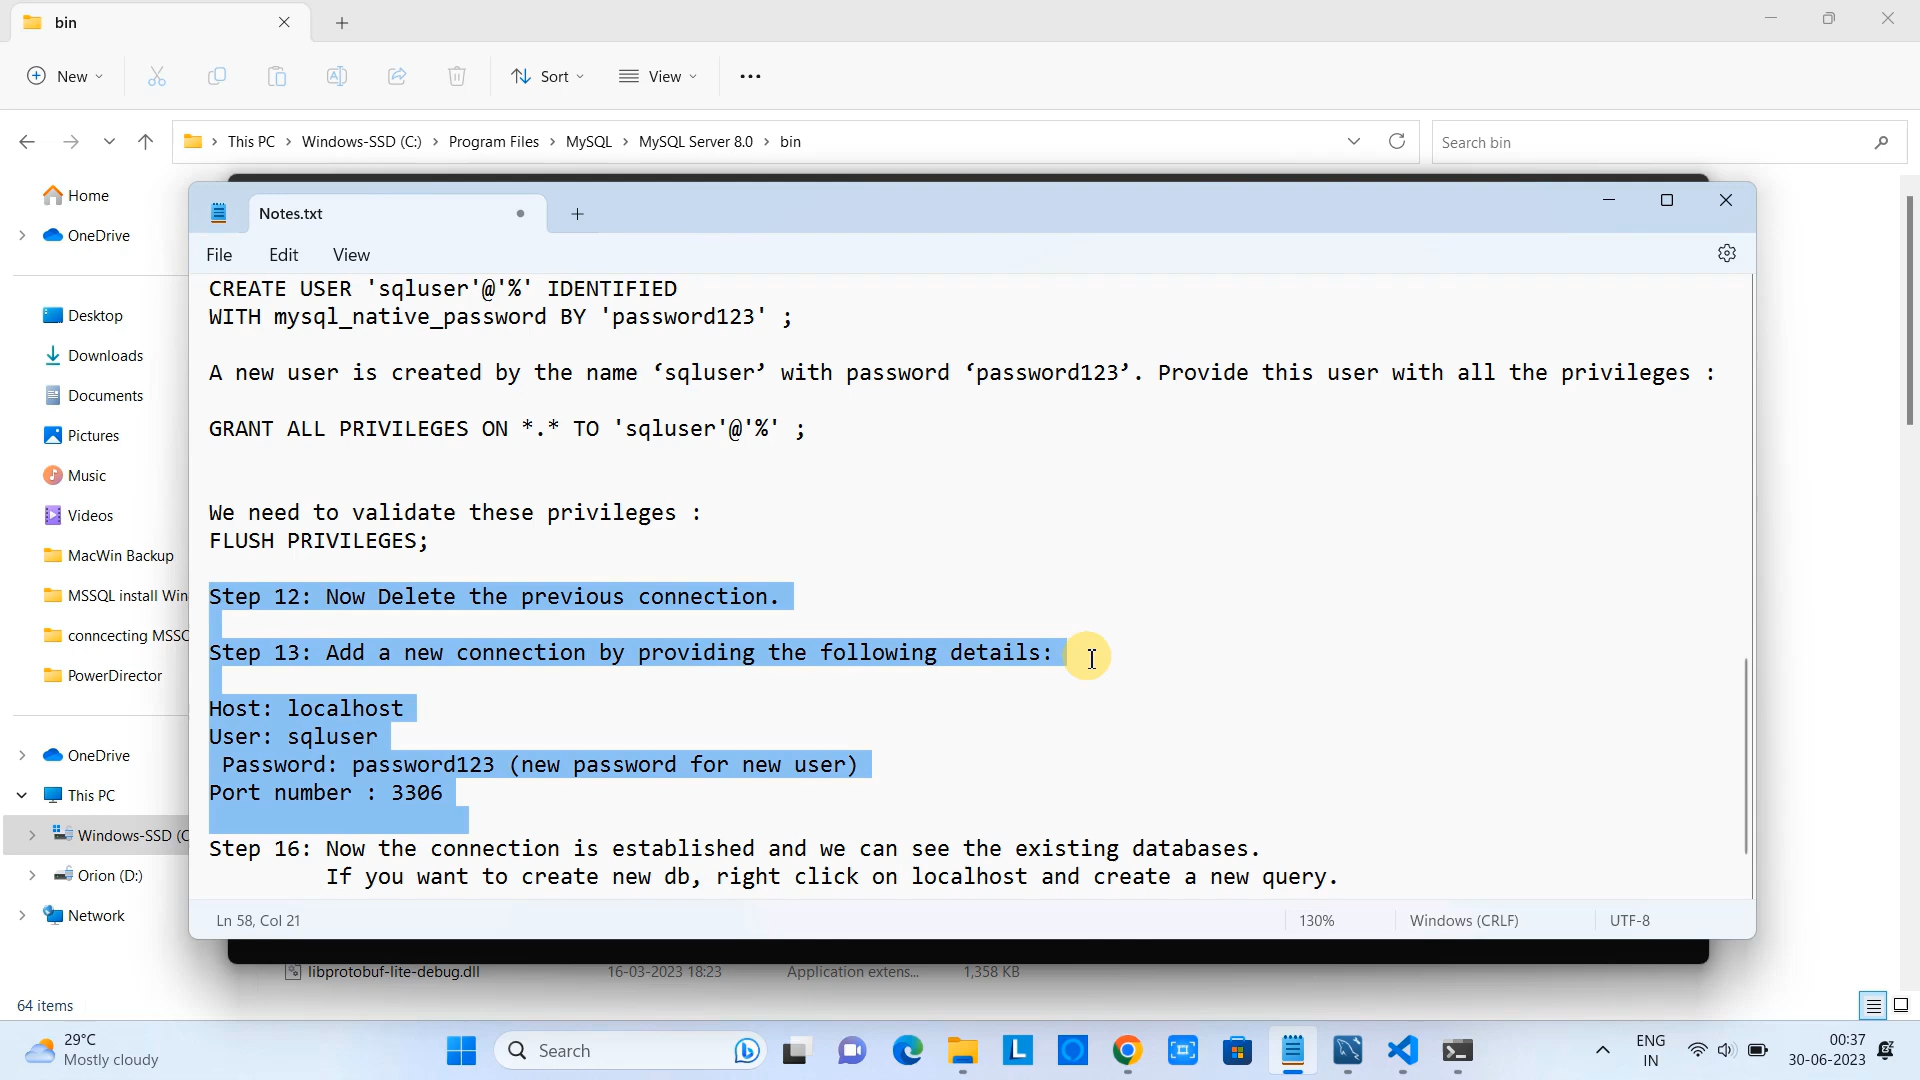 bin
New
Sort
View
This PC
Windows-SSD (C:)
Program Files
MySQL
MySQL Server 8.0
bin
Search bin
Home
OneDrive
Desktop
Downloads
Documents
Pictures
Music
Videos
MacWin Backup
MSSQL install Win
conncecting MSSC
PowerDirector
OneDrive
This PC
Windows-SSD (C
Orion (D:)
Network
Notes.txt
File Edit View
CREATE USER 'sqluser'@'%' IDENTIFIED
WITH mysql_native_password BY 'password123' ;
A new user is created by the name ‘sqluser’ with password ‘password123’. Provide this user with all the privileges :
GRANT ALL PRIVILEGES ON *.* TO 'sqluser'@'%' ;
We need to validate these privileges :
FLUSH PRIVILEGES;
Step 12: Now Delete the previous connection.
Step 13: Add a new connection by providing the following details:
Host: localhost
User: sqluser
Password: password123 (new password for new user)
Port number : 3306
Step 16: Now the connection is established and we can see the existing databases.
If you want to create new db, right click on localhost and create a new query.
Ln 58, Col 21
130%
Windows (CRLF)
UTF-8
libprotobuf-lite-debug.dll 16-03-2023 18:23 Application extens... 1,358 KB
64 items
29°C
Mostly cloudy
Search
ENG
IN
00:37
30-06-2023